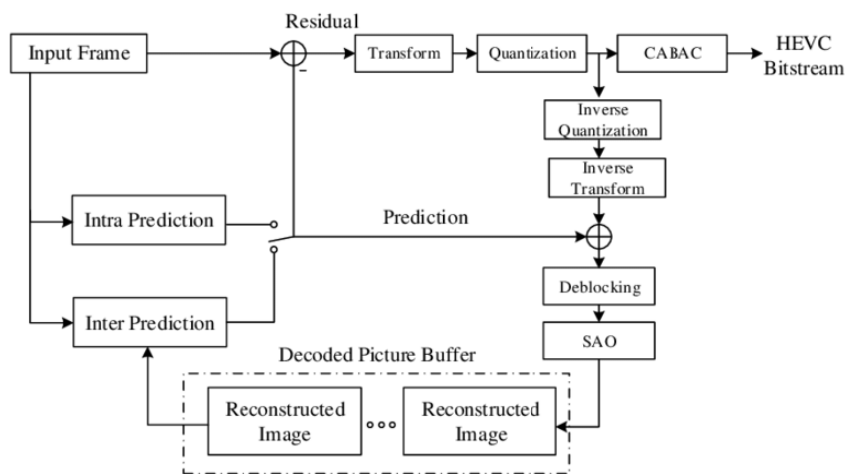 Residual
Input Frame
Transform
Quantization
CABAC
HEVC
Bitstream
-
Inverse
Quantization
Inverse
Transform
Intra Prediction
Prediction
Deblocking
Inter Prediction
SAO
Decoded Picture Buffer
Reconstructed
Image
Reconstructed
Image